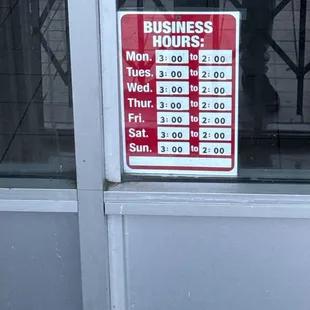 BUSINESS
HOURS:
Mon. 3:00 to 2:00
Tues. 3:00 to 2:00
Wed. 3:00 to 2:00
Thur. 3:00 to 2:00
Fri. 3:00 to 2:00
Sat. 3:00 to 2:00
Sun. 3:00 to 2:00